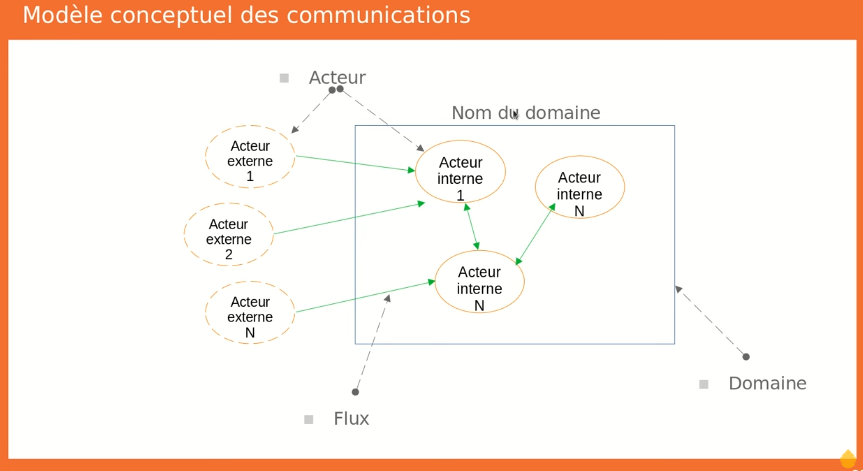 Modèle conceptuel des communications
Acteur
Nom du domaine
Acteur
externe
1
Acteur
interne
1
Acteur
interne
N
Acteur
externe
2
Acteur
interne
N
Acteur
externe
N
Domaine
Flux